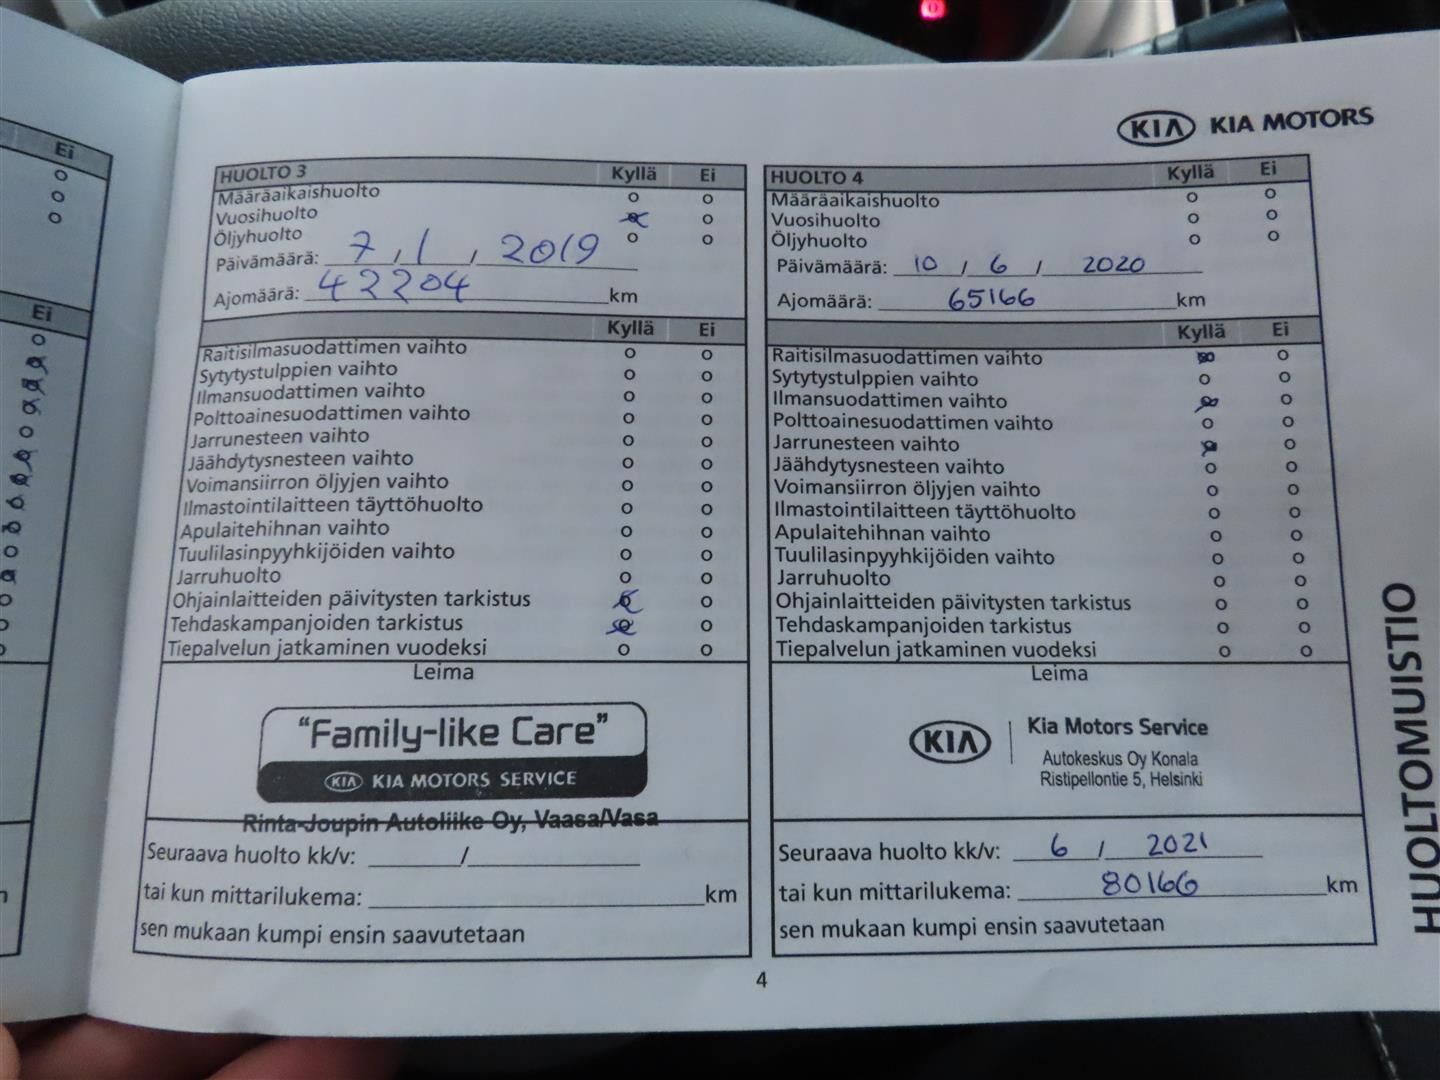 Ei
Ei
KIA KIA MOTORS
HUOLTO 3 Kyllä Ei
Määräaikaishuolto o o
Vuosihuolto o
Öljyhuolto o o
Päivämäärä: 7 / 1 / 2019
Ajomäärä: 42204 km
Kyllä Ei
Raitisilmasuodattimen vaihto o o
Sytytystulppien vaihto o o
Ilmansuodattimen vaihto o o
Polttoainesuodattimen vaihto o o
Jarrunesteen vaihto o o
Jäähdytysnesteen vaihto o o
Voimansiirron öljyjen vaihto o o
Ilmastointilaitteen täyttöhuolto o o
Apulaitehihnan vaihto o o
Tuulilasinpyyhkijöiden vaihto o o
Jarruhuolto o o
Ohjainlaitteiden päivitysten tarkistus o
Tehdaskampanjoiden tarkistus o
Tiepalvelun jatkaminen vuodeksi o o
Leima
"Family-like Care"
KIA KIA MOTORS SERVICE
Rinta-Joupin Autoliike Oy, Vaasa/Vasa
Seuraava huolto kk/v: /
tai kun mittarilukema: km
sen mukaan kumpi ensin saavutetaan
HUOLTO 4 Kyllä Ei
Määräaikaishuolto o o
Vuosihuolto o o
Öljyhuolto o o
Päivämäärä: 10 / 6 / 2020
Ajomäärä: 65166 km
Kyllä Ei
Raitisilmasuodattimen vaihto o
Sytytystulppien vaihto o o
Ilmansuodattimen vaihto o
Polttoainesuodattimen vaihto o o
Jarrunesteen vaihto o
Jäähdytysnesteen vaihto o o
Voimansiirron öljyjen vaihto o o
Ilmastointilaitteen täyttöhuolto o o
Apulaitehihnan vaihto o o
Tuulilasinpyyhkijöiden vaihto o o
Jarruhuolto o o
Ohjainlaitteiden päivitysten tarkistus o o
Tehdaskampanjoiden tarkistus o o
Tiepalvelun jatkaminen vuodeksi o o
Leima
KIA Kia Motors Service
Autokeskus Oy Konala
Ristipellontie 5, Helsinki
Seuraava huolto kk/v: 6 / 2021
tai kun mittarilukema: 80166 km
sen mukaan kumpi ensin saavutetaan
4
HUOLTOMUISTIO